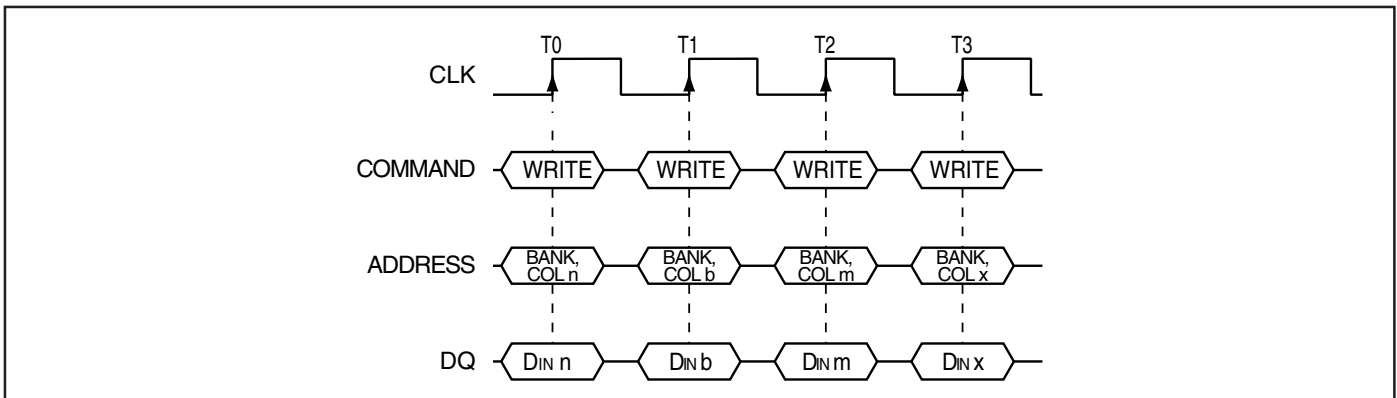 T0 T1 T2 T3
CLK
COMMAND WRITE WRITE WRITE WRITE
ADDRESS BANK, COL n BANK, COL b BANK, COL m BANK, COL x
DQ DIN n DIN b DIN m DIN x